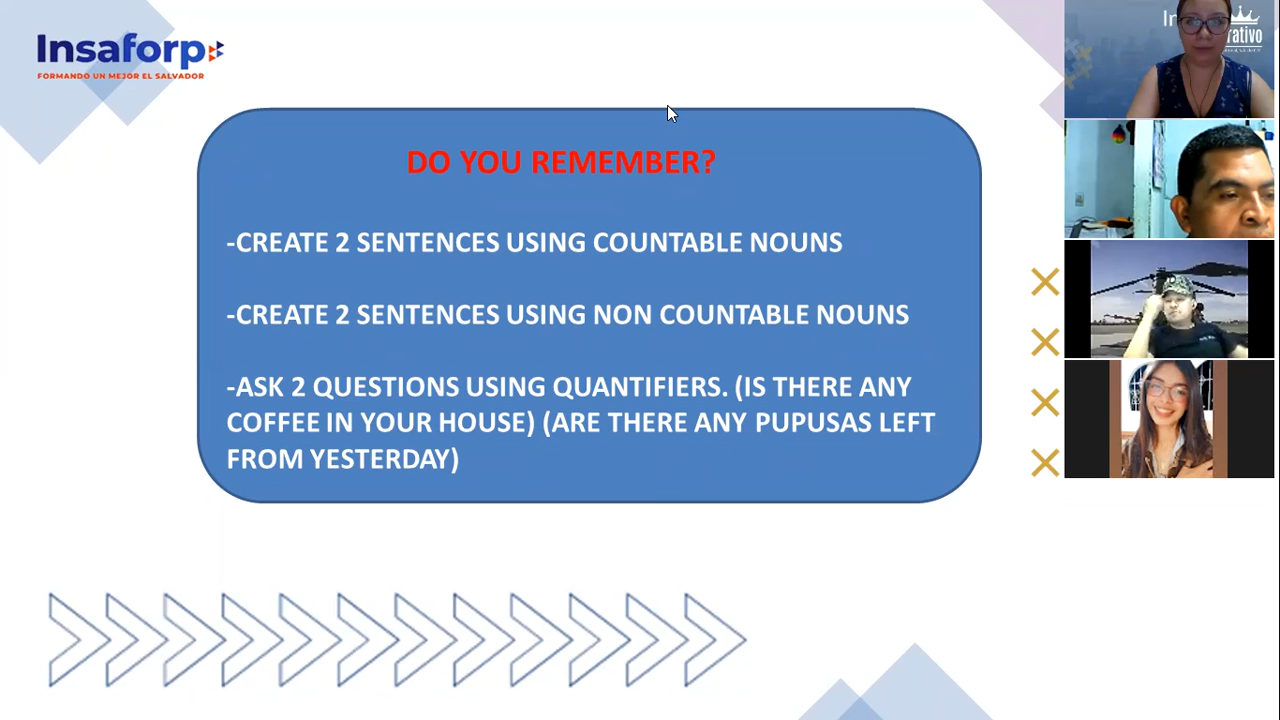 Insaforp
FORMANDO UN MEJOR EL SALVADOR
DO YOU REMEMBER?
-CREATE 2 SENTENCES USING COUNTABLE NOUNS
-CREATE 2 SENTENCES USING NON COUNTABLE NOUNS
-ASK 2 QUESTIONS USING QUANTIFIERS. (IS THERE ANY
COFFEE IN YOUR HOUSE) (ARE THERE ANY PUPUSAS LEFT
FROM YESTERDAY)